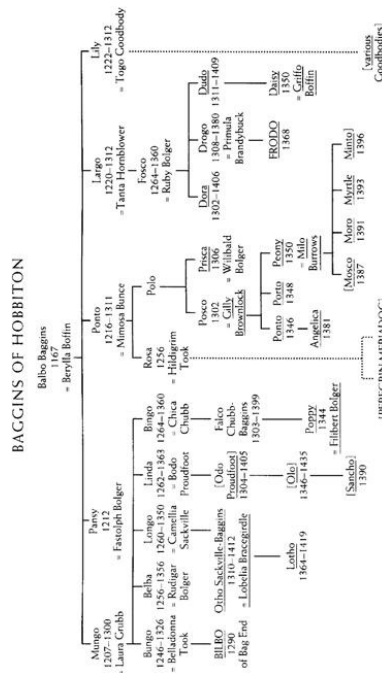 BAGGINS OF HOBBITON
Balbo Baggins
1167
= Berylla Boffin
Mungo
1207-1300
= Laura Grubb
Pansy
1212
= Fastolph Bolger
Ponto
1216-1311
= Mimosa Bunce
Largo
1220-1312
= Tanta Hornblower
Lily
1222-1312
= Togo Goodbody
Bungo
1246-1326
= Belladonna
Took
Belba
1256-1356
= Rudigar
Bolger
Longo
1260-1350
= Camellia
Sackville
Linda
1262-1363
= Bodo
Proudfoot
Bingo
1264-1360
= Chica
Chubb
Rosa
1256
= Hildigrim
Took
Polo
Fosco
1264-1360
= Ruby Bolger
BILBO
1290
of Bag End
Otho Sackville-Baggins
1310-1412
= Lobelia Bracegirdle
[Odo
Proudfoot]
1304-1405
Falco
Chubb-
Baggins
1303-1399
Posco
1302
= Gilly
Brownlock
Prisca
1306
= Wilibald
Bolger
Dora
1302-1406
Drogo
1308-1380
= Primula
Brandybuck
Dudo
1311-1409
Lotho
1364-1419
[Olo]
1346-1435
Poppy
1344
= Filibert Bolger
Ponto
1346
Porto
1348
Peony
1350
= Milo
Burrows
FRODO
1368
Daisy
1350
= Griffo
Boffin
[Sancho]
1390
Angelica
1381
[Mosco
1387
Moro
1391
Myrtle
1393
Minto]
1396
[various
Goodbodies]